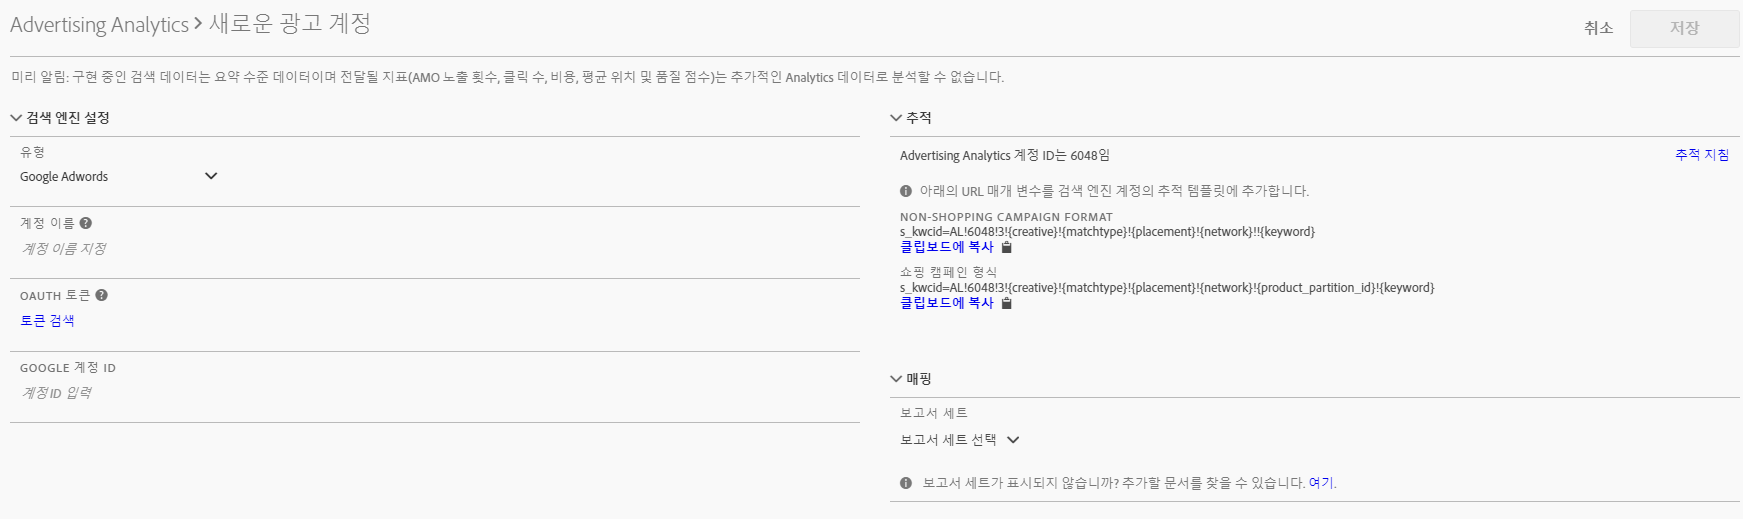 Advertising Analytics > 새로운 광고 계정
취소
저장
미리 알림: 구현 중인 검색 데이터는 요약 수준 데이터이며 전달될 지표(AMO 노출 횟수, 클릭 수, 비용, 평균 위치 및 품질 점수)는 추가적인 Analytics 데이터로 분석할 수 없습니다.
검색 엔진 설정
유형
Google Adwords
계정 이름
계정 이름 지정
OAUTH 토큰
토큰 검색
GOOGLE 계정 ID
계정 ID 입력
추적
Advertising Analytics 계정 ID는 6048임
추적 지침
아래의 URL 매개 변수를 검색 엔진 계정의 추적 템플릿에 추가합니다.
NON-SHOPPING CAMPAIGN FORMAT
s_kwcid=AL!6048!3!{creative}!{matchtype}!{placement}!{network}!!{keyword}
클립보드에 복사
쇼핑 캠페인 형식
s_kwcid=AL!6048!3!{creative}!{matchtype}!{placement}!{network}!{product_partition_id}!{keyword}
클립보드에 복사
매핑
보고서 세트
보고서 세트 선택
보고서 세트가 표시되지 않습니까? 추가할 문서를 찾을 수 있습니다. 여기.